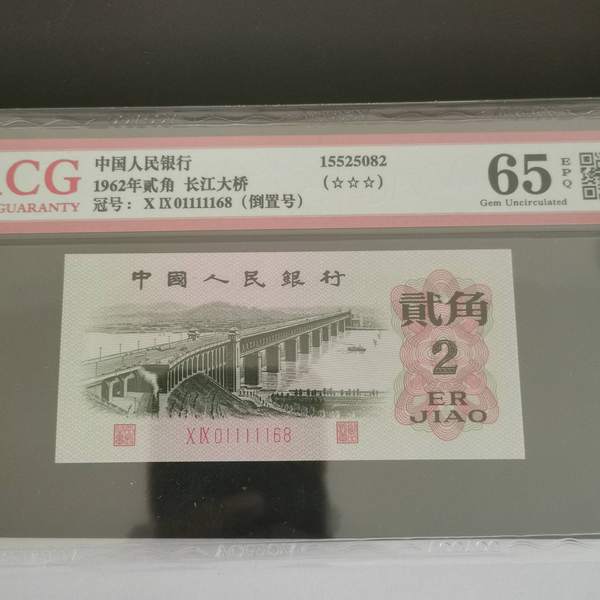 CG
GUARANTY
中国人民银行
1962年贰角 长江大桥
冠号：X Ⅸ 01111168（倒置号）
15525082
(☆☆☆)
65
EPQ
Gem Uncirculated
中國人民銀行
貳角
2
ER
JIAO
X Ⅸ 01111168